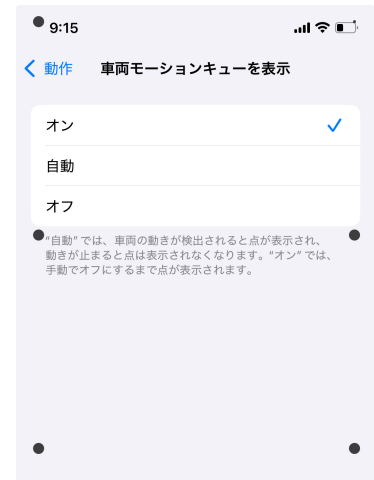 9:15
動作
車両モーションキューを表示
オン
自動
オフ
“自動” では、車両の動きが検出されると点が表示され、
動きが止まると点は表示されなくなります。“オン” では、
手動でオフにするまで点が表示されます。